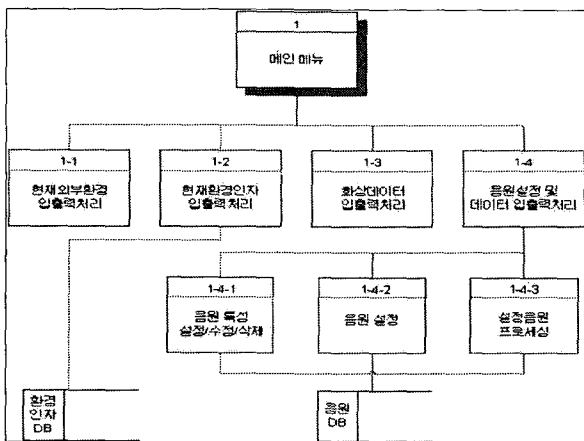 1
메인 메뉴
1-1
현재외부환경
입출력처리
1-2
현재환경인자
입출력처리
1-3
화상데이터
입출력처리
1-4
음원설정 및
데이터 입출력처리
1-4-1
음원 특성
설정/수정/삭제
1-4-2
음원 설정
1-4-3
설정음원
프로세싱
환경
인자
DB
음원
DB